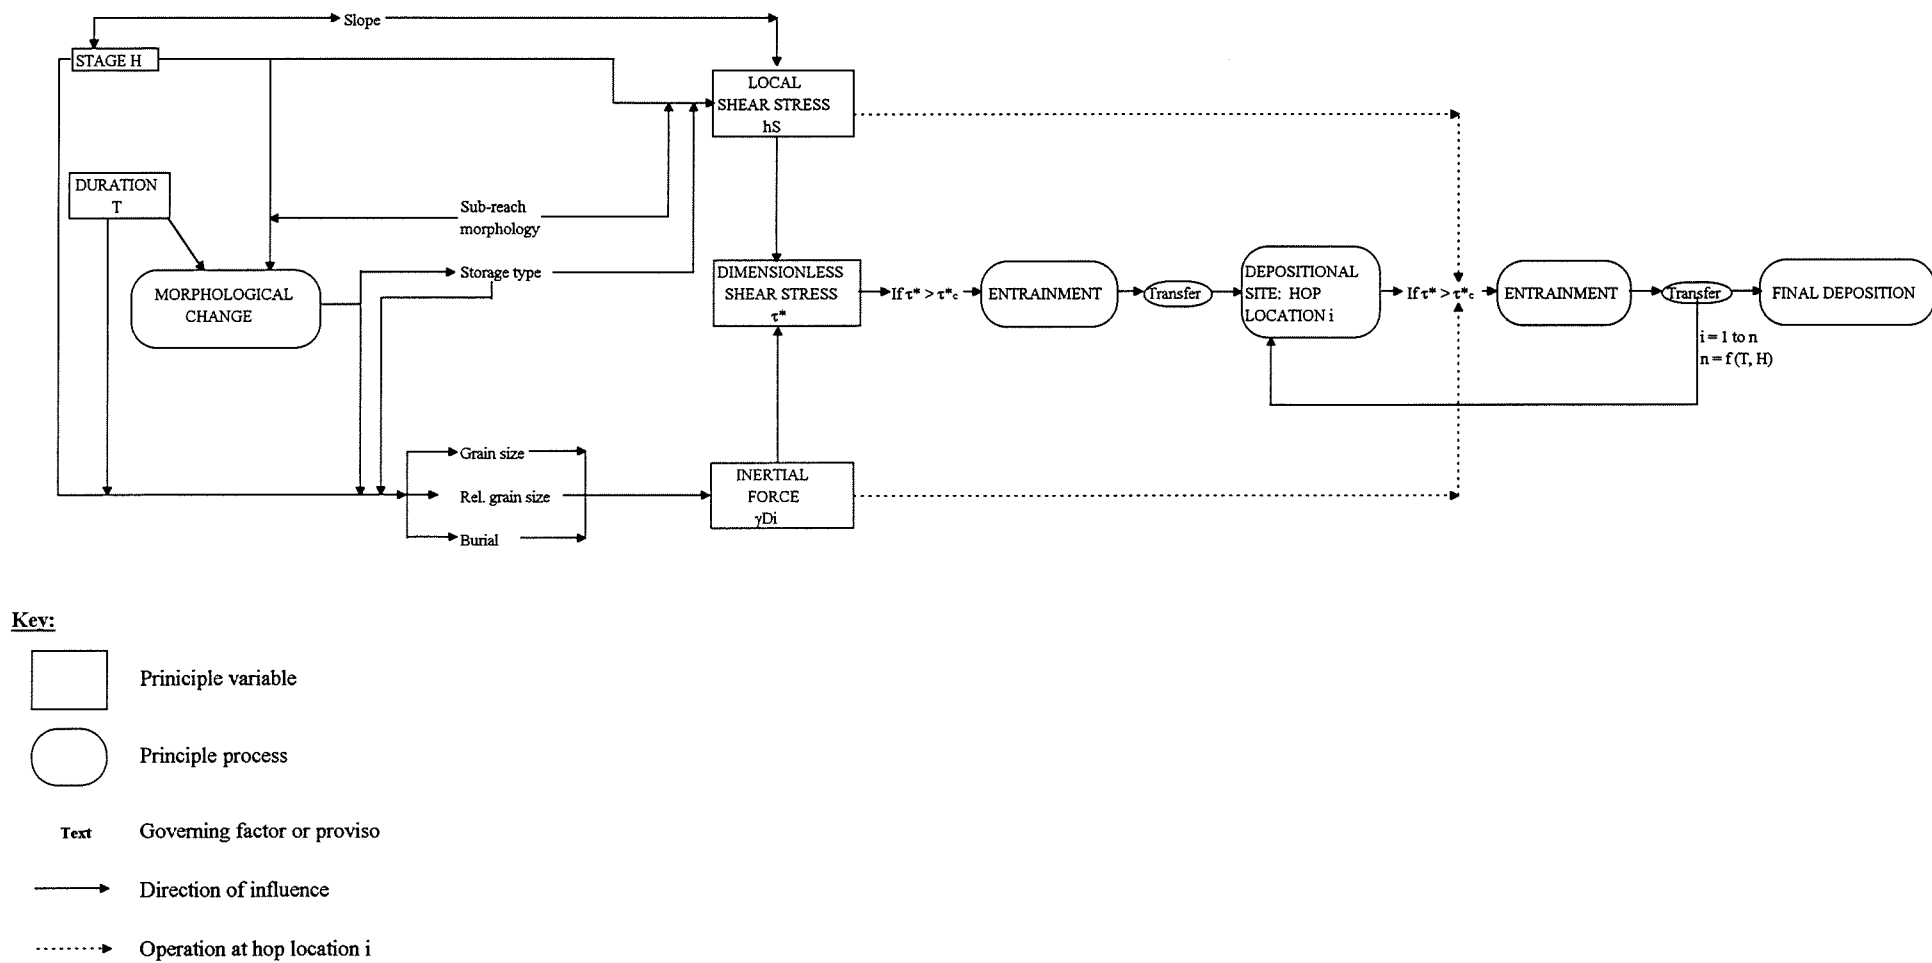 Slope
STAGE H
LOCAL
SHEAR STRESS
hS
DURATION
T
Sub-reach
morphology
Storage type
MORPHOLOGICAL
CHANGE
DIMENSIONLESS
SHEAR STRESS
τ*
If τ* > τ*c
ENTRAINMENT
Transfer
DEPOSITIONAL
SITE: HOP
LOCATION i
If τ* > τ*c
ENTRAINMENT
Transfer
FINAL DEPOSITION
i = 1 to n
n = f (T, H)
Grain size
Rel. grain size
Burial
INERTIAL
FORCE
γDi
Key:
Priniciple variable
Principle process
Text Governing factor or proviso
Direction of influence
Operation at hop location i